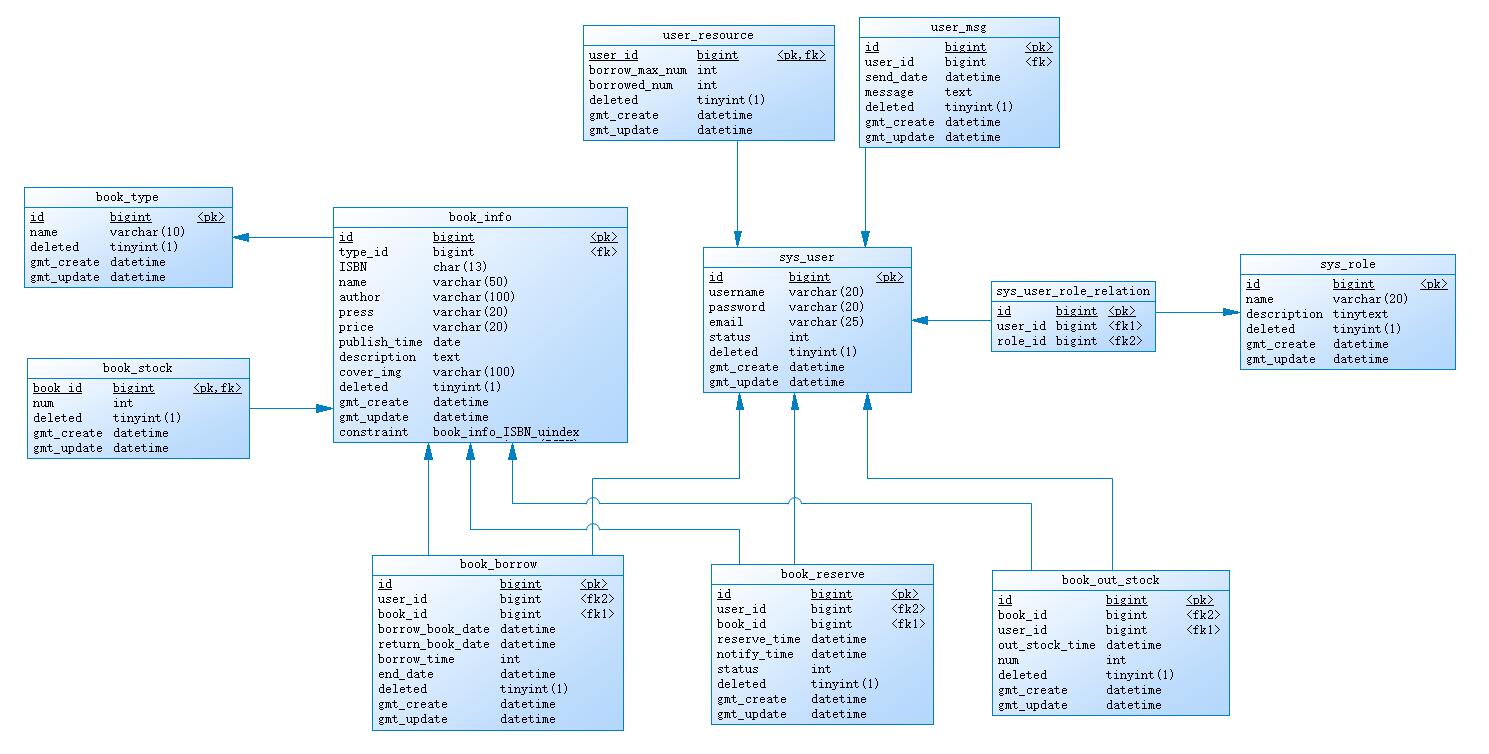 user_resource
user_id bigint <pk,fk>
borrow_max_num int
borrowed_num int
deleted tinyint(1)
gmt_create datetime
gmt_update datetime
user_msg
id bigint <pk>
user_id bigint <fk>
send_date datetime
message text
deleted tinyint(1)
gmt_create datetime
gmt_update datetime
book_type
id bigint <pk>
name varchar(10)
deleted tinyint(1)
gmt_create datetime
gmt_update datetime
book_info
id bigint <pk>
type_id bigint <fk>
ISBN char(13)
name varchar(50)
author varchar(100)
press varchar(20)
price varchar(20)
publish_time date
description text
cover_img varchar(100)
deleted tinyint(1)
gmt_create datetime
gmt_update datetime
constraint book_info_ISBN_uindex
sys_user
id bigint <pk>
username varchar(20)
password varchar(20)
email varchar(25)
status int
deleted tinyint(1)
gmt_create datetime
gmt_update datetime
sys_user_role_relation
id bigint <pk>
user_id bigint <fk1>
role_id bigint <fk2>
sys_role
id bigint <pk>
name varchar(20)
description tinytext
deleted tinyint(1)
gmt_create datetime
gmt_update datetime
book_stock
book_id bigint <pk,fk>
num int
deleted tinyint(1)
gmt_create datetime
gmt_update datetime
book_borrow
id bigint <pk>
user_id bigint <fk2>
book_id bigint <fk1>
borrow_book_date datetime
return_book_date datetime
borrow_time int
end_date datetime
deleted tinyint(1)
gmt_create datetime
gmt_update datetime
book_reserve
id bigint <pk>
user_id bigint <fk2>
book_id bigint <fk1>
reserve_time datetime
notify_time datetime
status int
deleted tinyint(1)
gmt_create datetime
gmt_update datetime
book_out_stock
id bigint <pk>
book_id bigint <fk2>
user_id bigint <fk1>
out_stock_time datetime
num int
deleted tinyint(1)
gmt_create datetime
gmt_update datetime